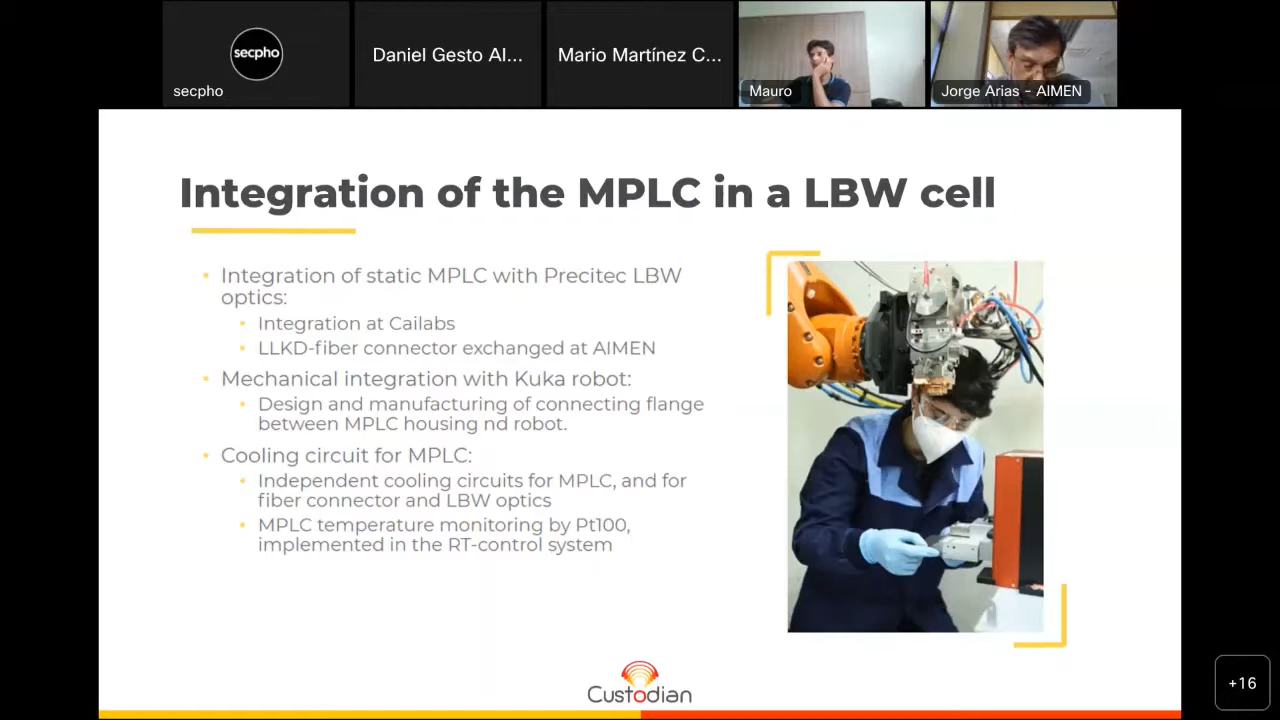 secpho
secpho
Daniel Gesto AI...
Mario Martínez C...
Mauro
Jorge Arias - AIMEN
Integration of the MPLC in a LBW cell
• Integration of static MPLC with Precitec LBW
optics:
• Integration at Cailabs
• LLKD-fiber connector exchanged at AIMEN
• Mechanical integration with Kuka robot:
• Design and manufacturing of connecting flange
between MPLC housing nd robot.
• Cooling circuit for MPLC:
• Independent cooling circuits for MPLC, and for
fiber connector and LBW optics
• MPLC temperature monitoring by Pt100,
implemented in the RT-control system
Custodian
+16